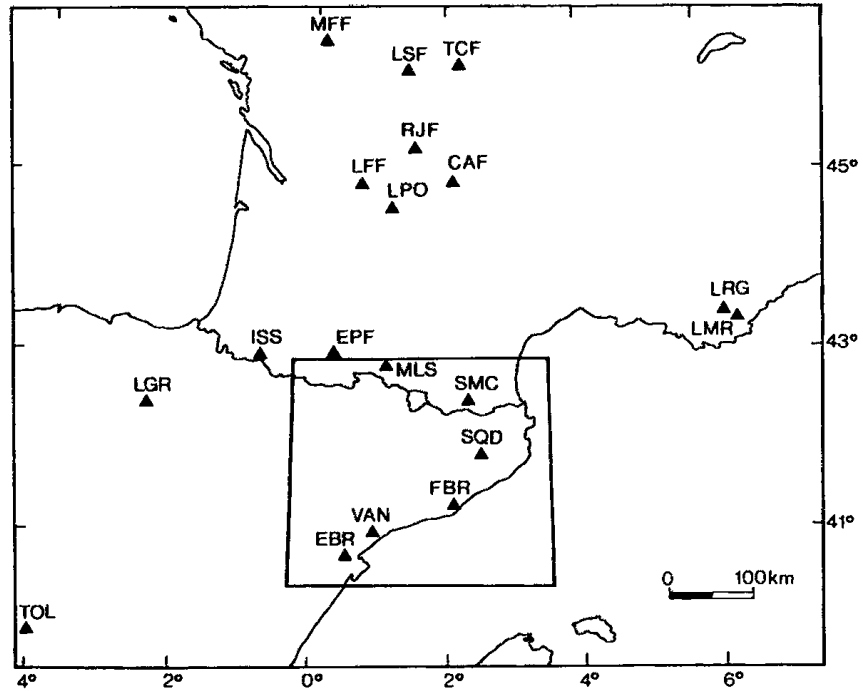 MFF
LSF
TCF
RJF
LFF
CAF
LPO
45°
LRG
LMR
ISS
EPF
43°
MLS
LGR
SMC
SQD
FBR
VAN
41°
EBR
0 100km
TOL
4° 2° 0° 2° 4° 6°